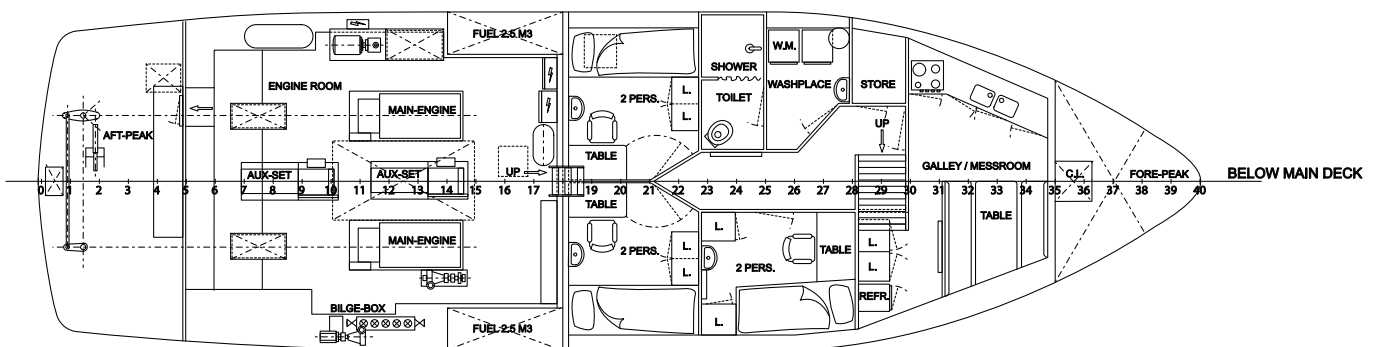 FUEL 2.5 M3
ENGINE ROOM
MAIN-ENGINE
AFT-PEAK
AUX-SET
AUX-SET
UP
MAIN-ENGINE
BILGE-BOX
FUEL 2.5 M3
2 PERS.
L.
L.
TABLE
TABLE
2 PERS.
L.
L.
SHOWER
TOILET
W.M.
WASHPLACE
STORE
UP
L.
2 PERS.
TABLE
L.
L.
L.
REFR.
GALLEY / MESSROOM
TABLE
C.L.
FORE-PEAK
0 1 2 3 4 5 6 7 8 9 10 11 12 13 14 15 16 17 18 19 20 21 22 23 24 25 26 27 28 29 30 31 32 33 34 35 36 37 38 39 40
BELOW MAIN DECK